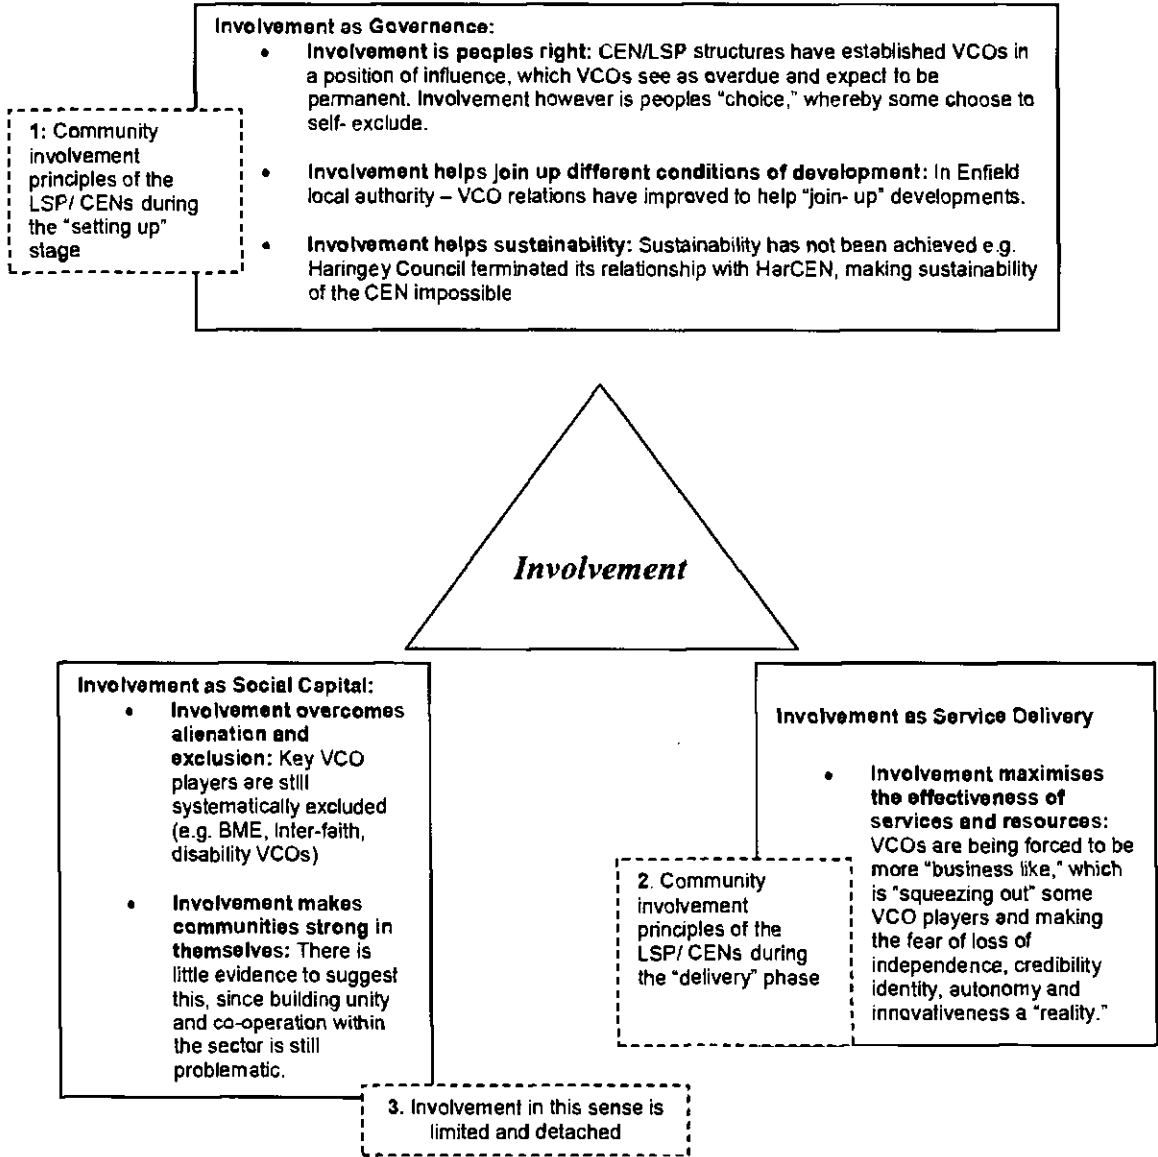 Involvement as Governance:
• Involvement is peoples right: CEN/LSP structures have established VCOs in
a position of influence, which VCOs see as overdue and expect to be
permanent. Involvement however is peoples "choice," whereby some choose to
self- exclude.
• Involvement helps join up different conditions of development: In Enfield
local authority – VCO relations have improved to help "join- up" developments.
• Involvement helps sustainability: Sustainability has not been achieved e.g.
Haringey Council terminated its relationship with HarCEN, making sustainability
of the CEN impossible
1: Community
involvement
principles of the
LSP/ CENs during
the "setting up"
stage
Involvement
Involvement as Social Capital:
• Involvement overcomes
alienation and
exclusion: Key VCO
players are still
systematically excluded
(e.g. BME, Inter-faith,
disability VCOs)
• Involvement makes
communities strong in
themselves: There is
little evidence to suggest
this, since building unity
and co-operation within
the sector is still
problematic.
3. Involvement in this sense is
limited and detached
Involvement as Service Delivery
• Involvement maximises
the effectiveness of
services and resources:
VCOs are being forced to be
more "business like," which
is "squeezing out" some
VCO players and making
the fear of loss of
independence, credibility
identity, autonomy and
innovativeness a "reality."
2. Community
involvement
principles of the
LSP/ CENs during
the "delivery" phase